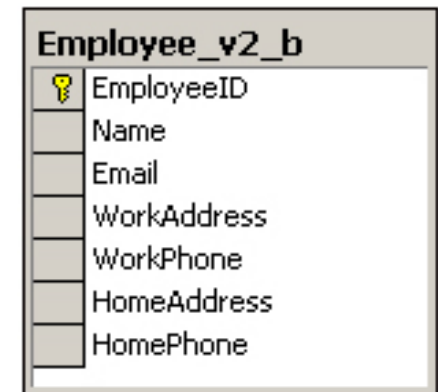 Employee_v2_b
EmployeeID
Name
Email
WorkAddress
WorkPhone
HomeAddress
HomePhone